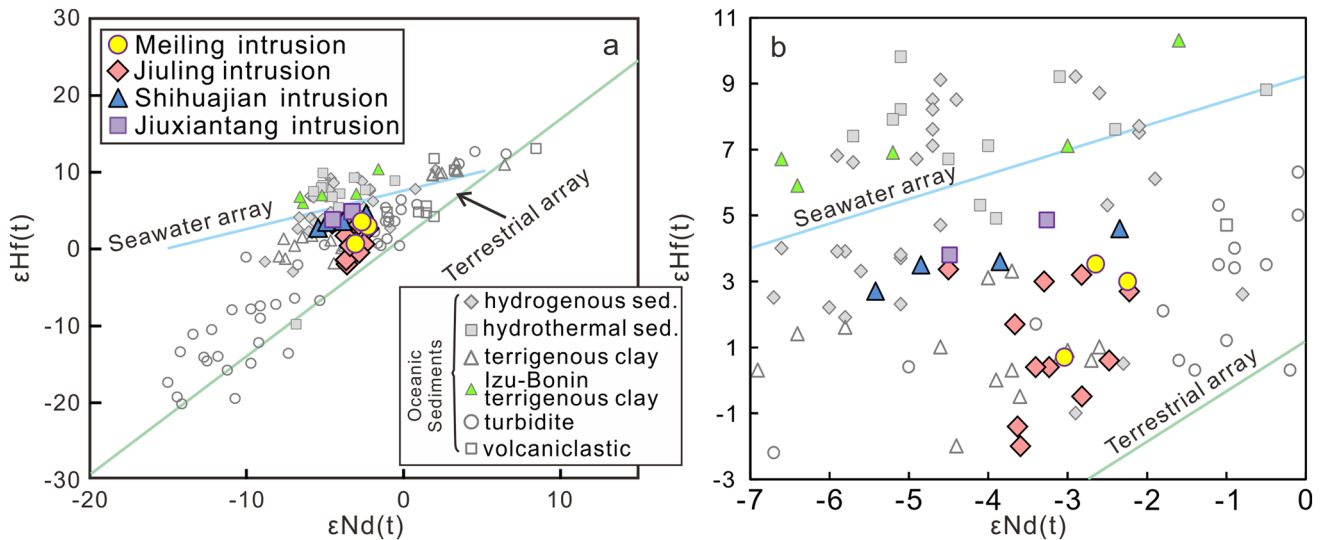 30
20
10
0
-10
-20
-30
εHf(t)
-20
-10
0
10
εNd(t)
a
Meiling intrusion
Jiuling intrusion
Shihuajian intrusion
Jiuxiantang intrusion
Seawater array
Terrestrial array
Oceanic
Sediments
hydrogenous sed.
hydrothermal sed.
terrigenous clay
Izu-Bonin
terrigenous clay
turbidite
volcaniclastic
11
9
7
5
3
1
-1
-3
εHf(t)
-7
-6
-5
-4
-3
-2
-1
0
εNd(t)
b
Seawater array
Terrestrial array